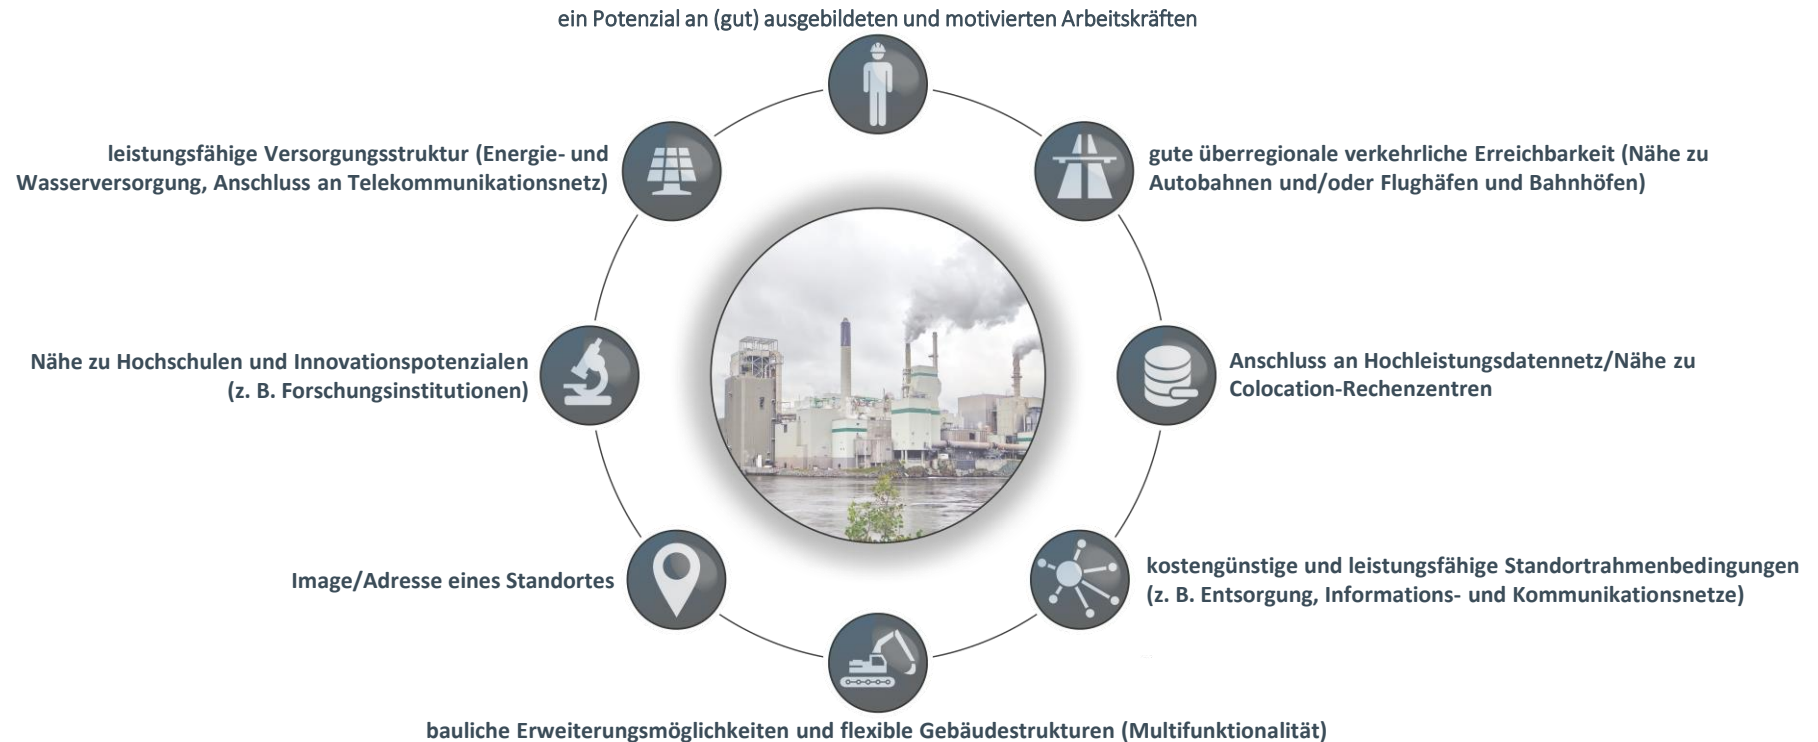 ein Potenzial an (gut) ausgebildeten und motivierten Arbeitskräften
leistungsfähige Versorgungsstruktur (Energie- und
Wasserversorgung, Anschluss an Telekommunikationsnetz)
gute überregionale verkehrliche Erreichbarkeit (Nähe zu
Autobahnen und/oder Flughäfen und Bahnhöfen)
Nähe zu Hochschulen und Innovationspotenzialen
(z. B. Forschungsinstitutionen)
Anschluss an Hochleistungsdatennetz/Nähe zu
Colocation-Rechenzentren
Image/Adresse eines Standortes
kostengünstige und leistungsfähige Standortrahmenbedingungen
(z. B. Entsorgung, Informations- und Kommunikationsnetze)
bauliche Erweiterungsmöglichkeiten und flexible Gebäudestrukturen (Multifunktionalität)